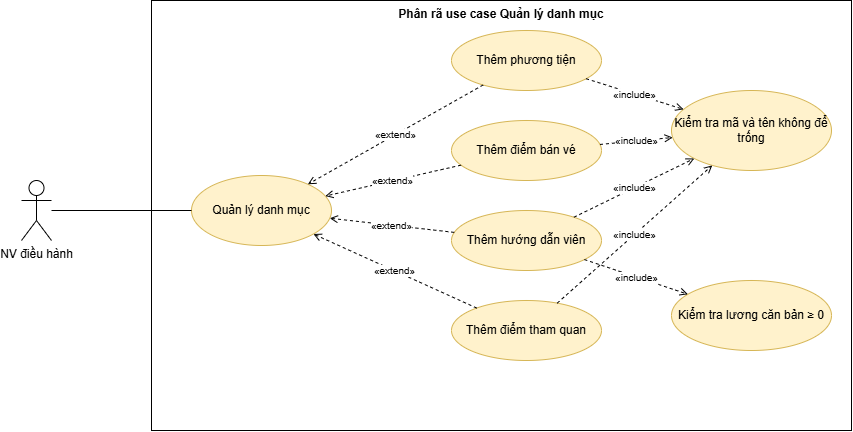 Phân rã use case Quản lý danh mục
Thêm phương tiện
«include»
Kiểm tra mã và tên không để
trống
«extend»
Thêm điểm bán vé
«include»
«extend»
NV điều hành
Quản lý danh mục
«extend»
Thêm hướng dẫn viên
«include»
«include»
«extend»
«include»
Thêm điểm tham quan
Kiểm tra lương căn bản ≥ 0